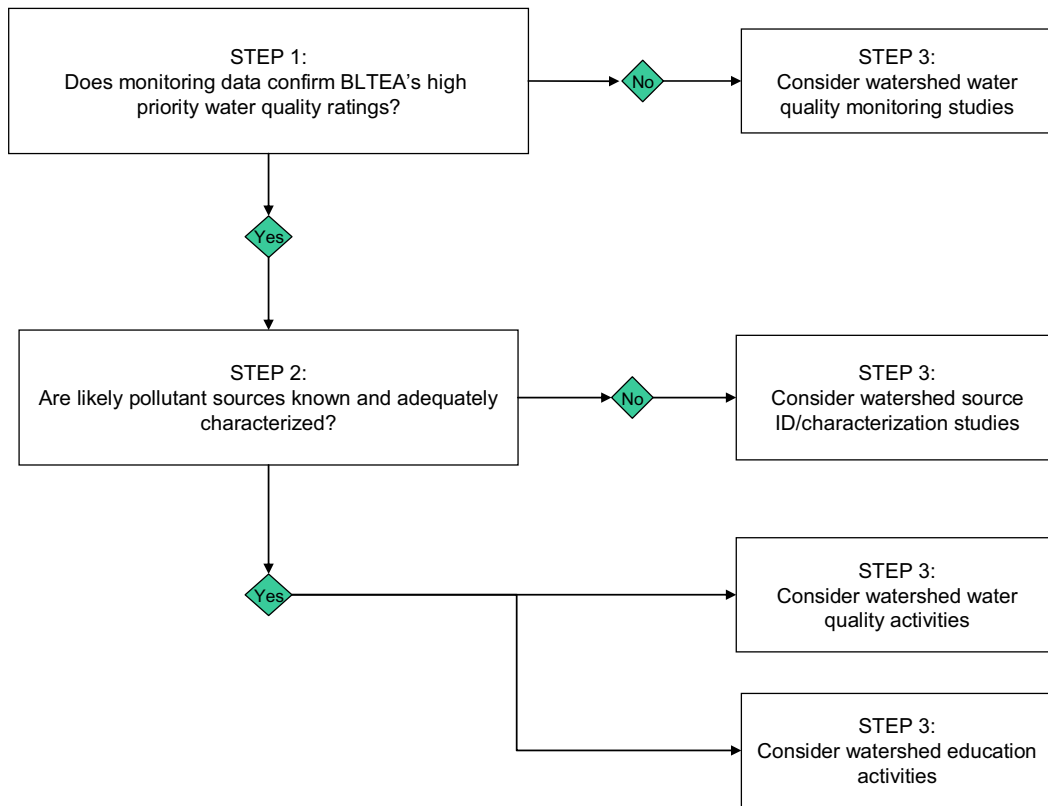 STEP 1:
Does monitoring data confirm BLTEA's high
priority water quality ratings?
No
STEP 3:
Consider watershed water
quality monitoring studies
Yes
STEP 2:
Are likely pollutant sources known and adequately
characterized?
No
STEP 3:
Consider watershed source
ID/characterization studies
Yes
STEP 3:
Consider watershed water
quality activities
STEP 3:
Consider watershed education
activities